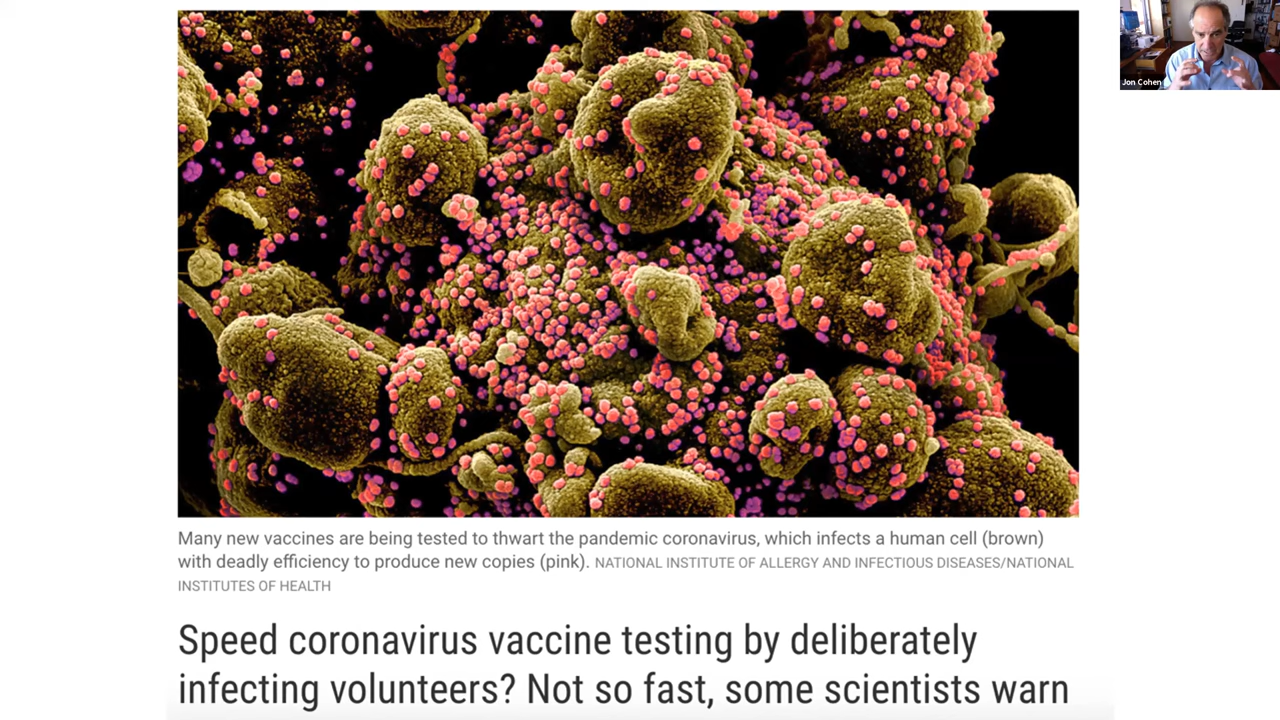 Jon Cohen
Many new vaccines are being tested to thwart the pandemic coronavirus, which infects a human cell (brown)
with deadly efficiency to produce new copies (pink). NATIONAL INSTITUTE OF ALLERGY AND INFECTIOUS DISEASES/NATIONAL
INSTITUTES OF HEALTH
Speed coronavirus vaccine testing by deliberately
infecting volunteers? Not so fast, some scientists warn